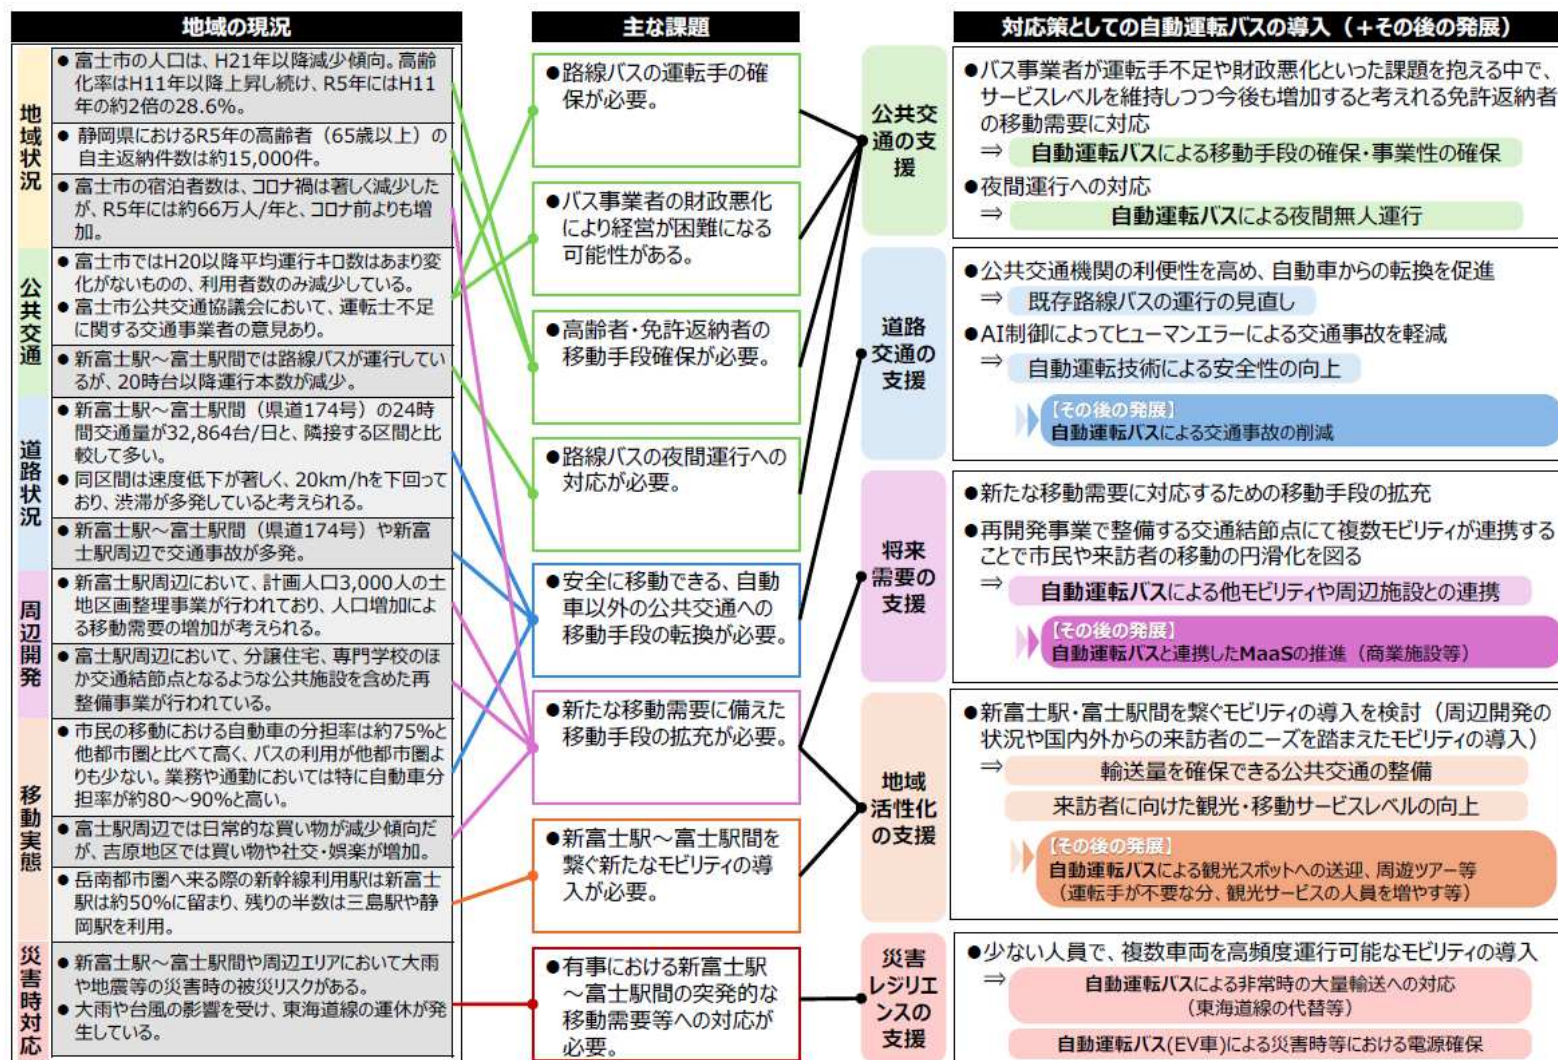 地域の現況
地域状況
● 富士市の人口は、H21年以降減少傾向。高齢
化率はH11年以降上昇し続け、R5年にはH11
年の約2倍の28.6%。
● 静岡県におけるR5年の高齢者（65歳以上）の
自主返納件数は約15,000件。
● 富士市の宿泊者数は、コロナ禍は著しく減少した
が、R5年には約66万人/年と、コロナ前よりも増
加。
公共交通
● 富士市ではH20以降平均運行キロ数はあまり変
化がないものの、利用者数のみ減少している。
● 富士市公共交通協議会において、運転士不足
に関する交通事業者の意見あり。
● 新富士駅～富士駅間では路線バスが運行してい
るが、20時台以降運行本数が減少。
道路状況
● 新富士駅～富士駅間（県道174号）の24時
間交通量が32,864台/日と、隣接する区間と比
較して多い。
● 同区間は速度低下が著しく、20km/hを下回って
おり、渋滞が多発していると考えられる。
● 新富士駅～富士駅間（県道174号）や新富
士駅周辺で交通事故が多発。
周辺開発
● 新富士駅周辺において、計画人口3,000人の土
地区画整理事業が行われており、人口増加によ
る移動需要の増加が考えられる。
● 富士駅周辺において、分譲住宅、専門学校のほ
か交通結節点となるような公共施設を含めた再
整備事業が行われている。
移動実態
● 市民の移動における自動車の分担率は約75%と
他都市圏と比べて高く、バスの利用が他都市圏よ
りも少ない。業務や通勤においては特に自動車分
担率が約80～90%と高い。
● 富士駅周辺では日常的な買い物が減少傾向だ
が、吉原地区では買い物や社交・娯楽が増加。
● 岳南都市圏へ来る際の新幹線利用駅は新富士
駅は約50%に留まり、残りの半数は三島駅や静
岡駅を利用。
災害時対応
● 新富士駅～富士駅間や周辺エリアにおいて大雨
や地震等の災害時の被災リスクがある。
● 大雨や台風の影響を受け、東海道線の運休が発
生している。
主な課題
●路線バスの運転手の確
保が必要。
●バス事業者の財政悪化
により経営が困難になる
可能性がある。
●高齢者・免許返納者の
移動手段確保が必要。
●路線バスの夜間運行への
対応が必要。
●安全に移動できる、自動
車以外の公共交通への
移動手段の転換が必要。
●新たな移動需要に備えた
移動手段の拡充が必要。
●新富士駅～富士駅間を
繋ぐ新たなモビリティの導
入が必要。
●有事における新富士駅
～富士駅間の突発的な
移動需要等への対応が
必要。
対応策としての自動運転バスの導入（＋その後の発展）
公共交
通の支
援
●バス事業者が運転手不足や財政悪化といった課題を抱える中で、
サービスレベルを維持しつつ今後も増加すると考えれる免許返納者
の移動需要に対応
⇒ 自動運転バスによる移動手段の確保・事業性の確保
●夜間運行への対応
⇒ 自動運転バスによる夜間無人運行
道路
交通の
支援
●公共交通機関の利便性を高め、自動車からの転換を促進
⇒ 既存路線バスの運行の見直し
●AI制御によってヒューマンエラーによる交通事故を軽減
⇒ 自動運転技術による安全性の向上
【その後の発展】
自動運転バスによる交通事故の削減
将来
需要の
支援
●新たな移動需要に対応するための移動手段の拡充
●再開発事業で整備する交通結節点にて複数モビリティが連携する
ことで市民や来訪者の移動の円滑化を図る
⇒ 自動運転バスによる他モビリティや周辺施設との連携
【その後の発展】
自動運転バスと連携したMaaSの推進（商業施設等）
地域
活性化
の支援
●新富士駅・富士駅間を繋ぐモビリティの導入を検討（周辺開発の
状況や国内外からの来訪者のニーズを踏まえたモビリティの導入）
⇒ 輸送量を確保できる公共交通の整備
来訪者に向けた観光・移動サービスレベルの向上
【その後の発展】
自動運転バスによる観光スポットへの送迎、周遊ツアー等
（運転手が不要な分、観光サービスの人員を増やす等）
災害
レジリエ
ンスの
支援
●少ない人員で、複数車両を高頻度運行可能なモビリティの導入
⇒ 自動運転バスによる非常時の大量輸送への対応
（東海道線の代替等）
自動運転バス(EV車)による災害時等における電源確保